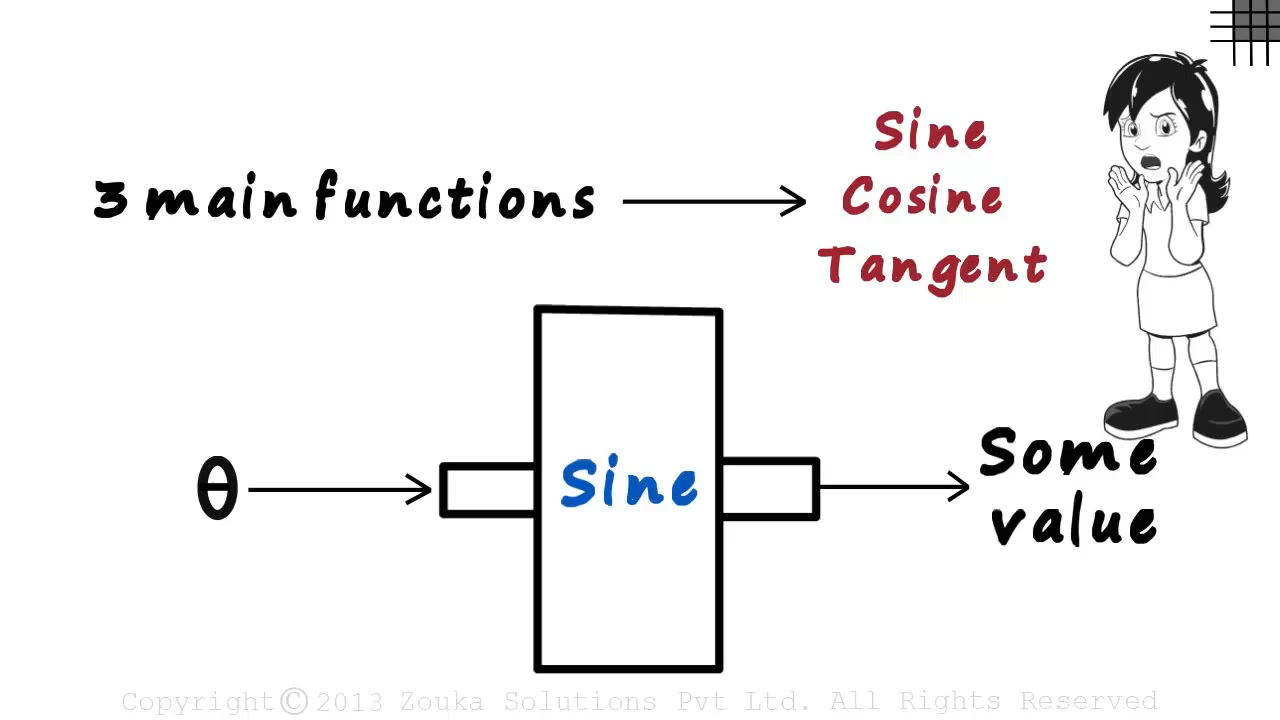 3 main functions
Sine
Cosine
Tangent
θ
Sine
Some
value
Copyright © 2013 Zouka Solutions Pvt Ltd. All Rights Reserved